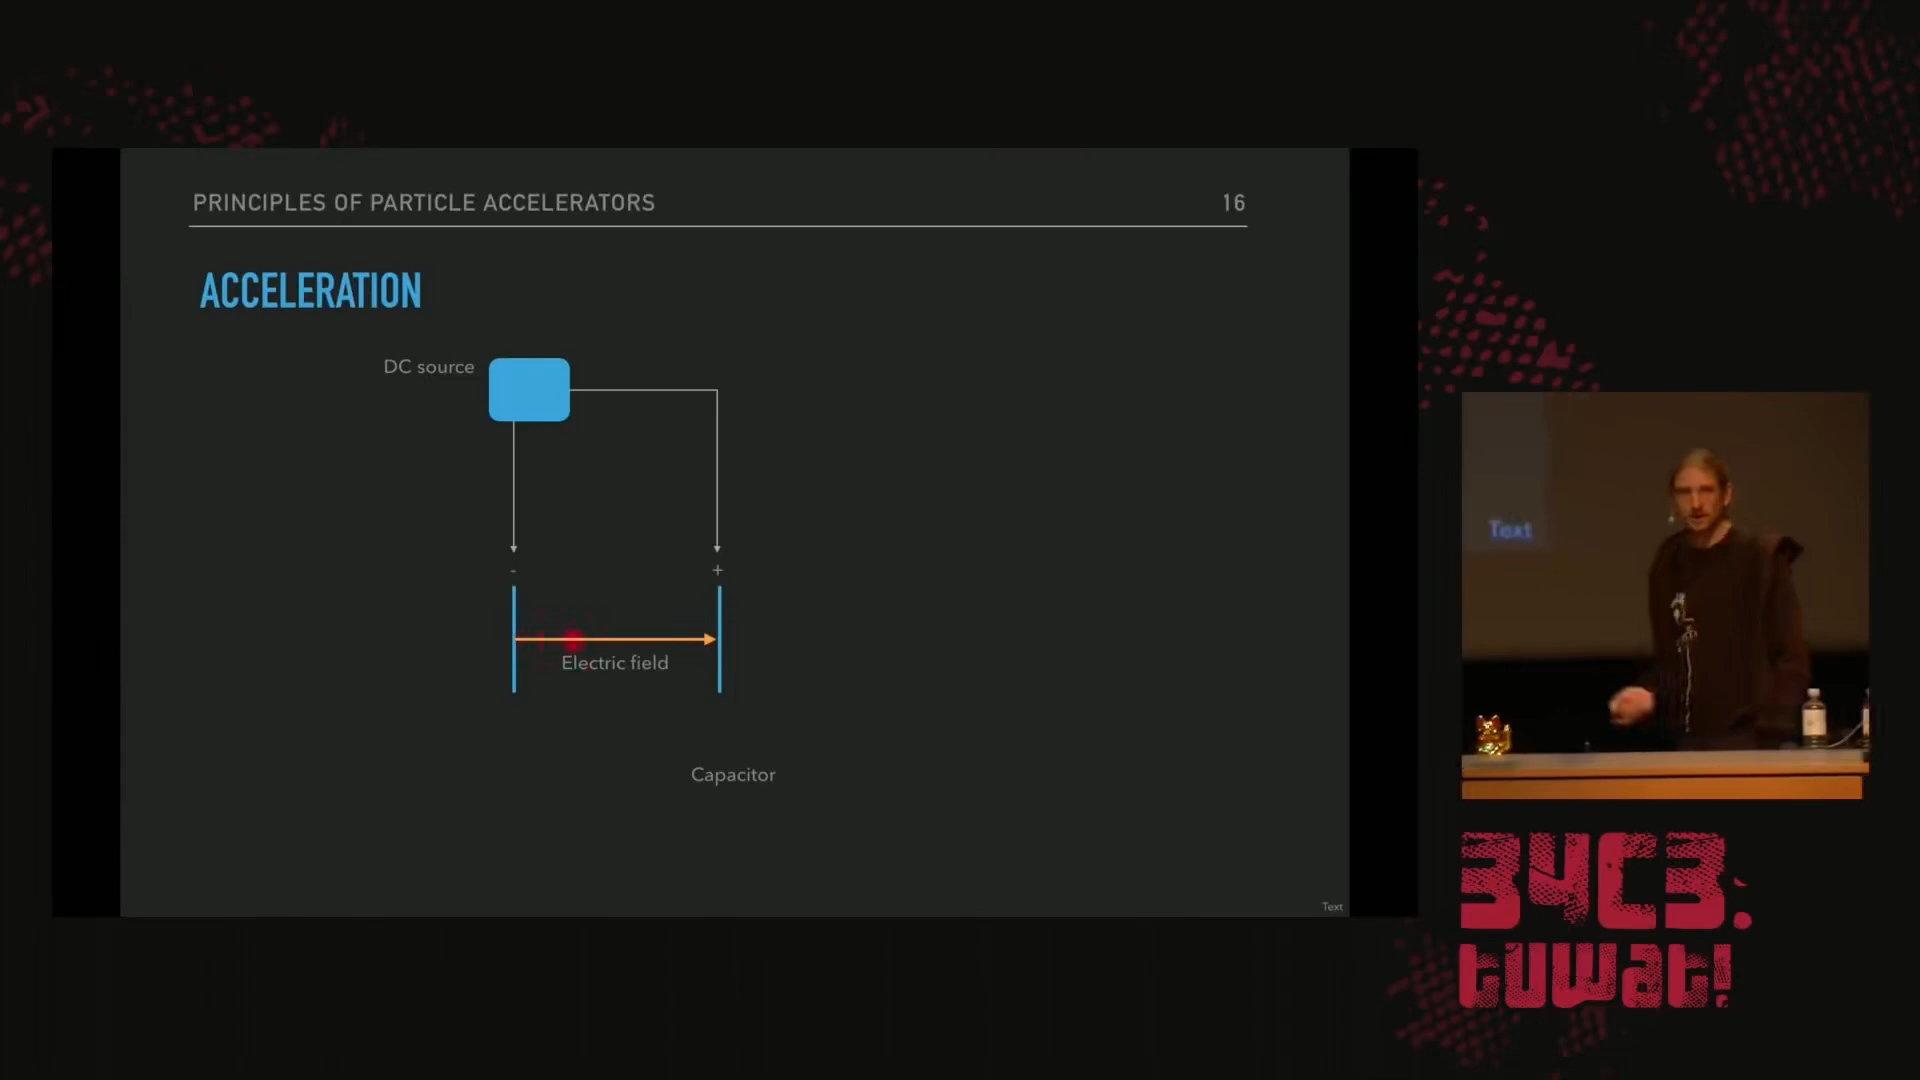 PRINCIPLES OF PARTICLE ACCELERATORS 16
ACCELERATION
DC source
- +
Electric field
Capacitor
Text
Text
34C3.
tuwat!